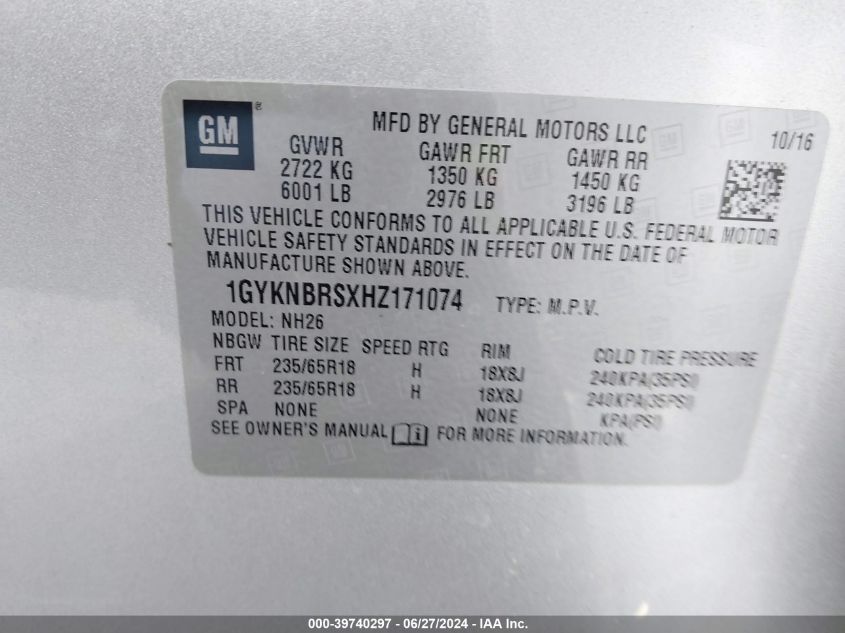 GM®
MFD BY GENERAL MOTORS LLC 10/16
GVWR GAWR FRT GAWR RR
2722 KG 1350 KG 1450 KG
6001 LB 2976 LB 3196 LB
THIS VEHICLE CONFORMS TO ALL APPLICABLE U.S. FEDERAL MOTOR
VEHICLE SAFETY STANDARDS IN EFFECT ON THE DATE OF
MANUFACTURE SHOWN ABOVE.
1GYKNBRSXHZ171074 TYPE: M.P.V.
MODEL: NH26
NBGW TIRE SIZE SPEED RTG RIM COLD TIRE PRESSURE
FRT 235/65R18 H 18X8J 240KPA(35PSI)
RR 235/65R18 H 18X8J 240KPA(35PSI)
SPA NONE NONE KPA(PSI)
SEE OWNER'S MANUAL FOR MORE INFORMATION.
000-39740297 - 06/27/2024 - IAA Inc.